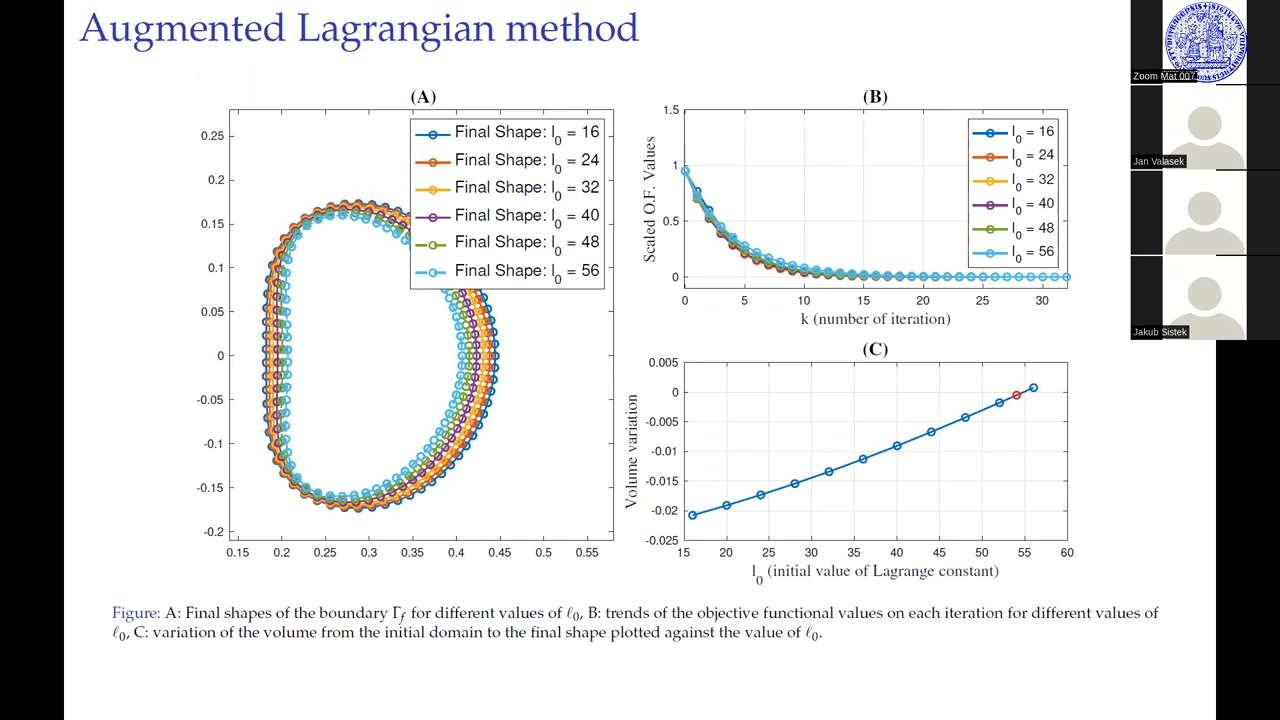 Augmented Lagrangian method
(A)
0.25
0.2
0.15
0.1
0.05
0
-0.05
-0.1
-0.15
-0.2
0.15 0.2 0.25 0.3 0.35 0.4 0.45 0.5 0.55
Final Shape: l0 = 16
Final Shape: l0 = 24
Final Shape: l0 = 32
Final Shape: l0 = 40
Final Shape: l0 = 48
Final Shape: l0 = 56
(B)
Scaled O.F. Values
1.5
1
0.5
0
0 5 10 15 20 25 30
k (number of iteration)
l0 = 16
l0 = 24
l0 = 32
l0 = 40
l0 = 48
l0 = 56
(C)
Volume variation
0.005
0
-0.005
-0.01
-0.015
-0.02
-0.025
15 20 25 30 35 40 45 50 55 60
l0 (initial value of Lagrange constant)
Figure: A: Final shapes of the boundary Γf for different values of ℓ0, B: trends of the objective functional values on each iteration for different values of
ℓ0, C: variation of the volume from the initial domain to the final shape plotted against the value of ℓ0.
Zoom Mat 007
Jan Valasek
Jakub Sistek